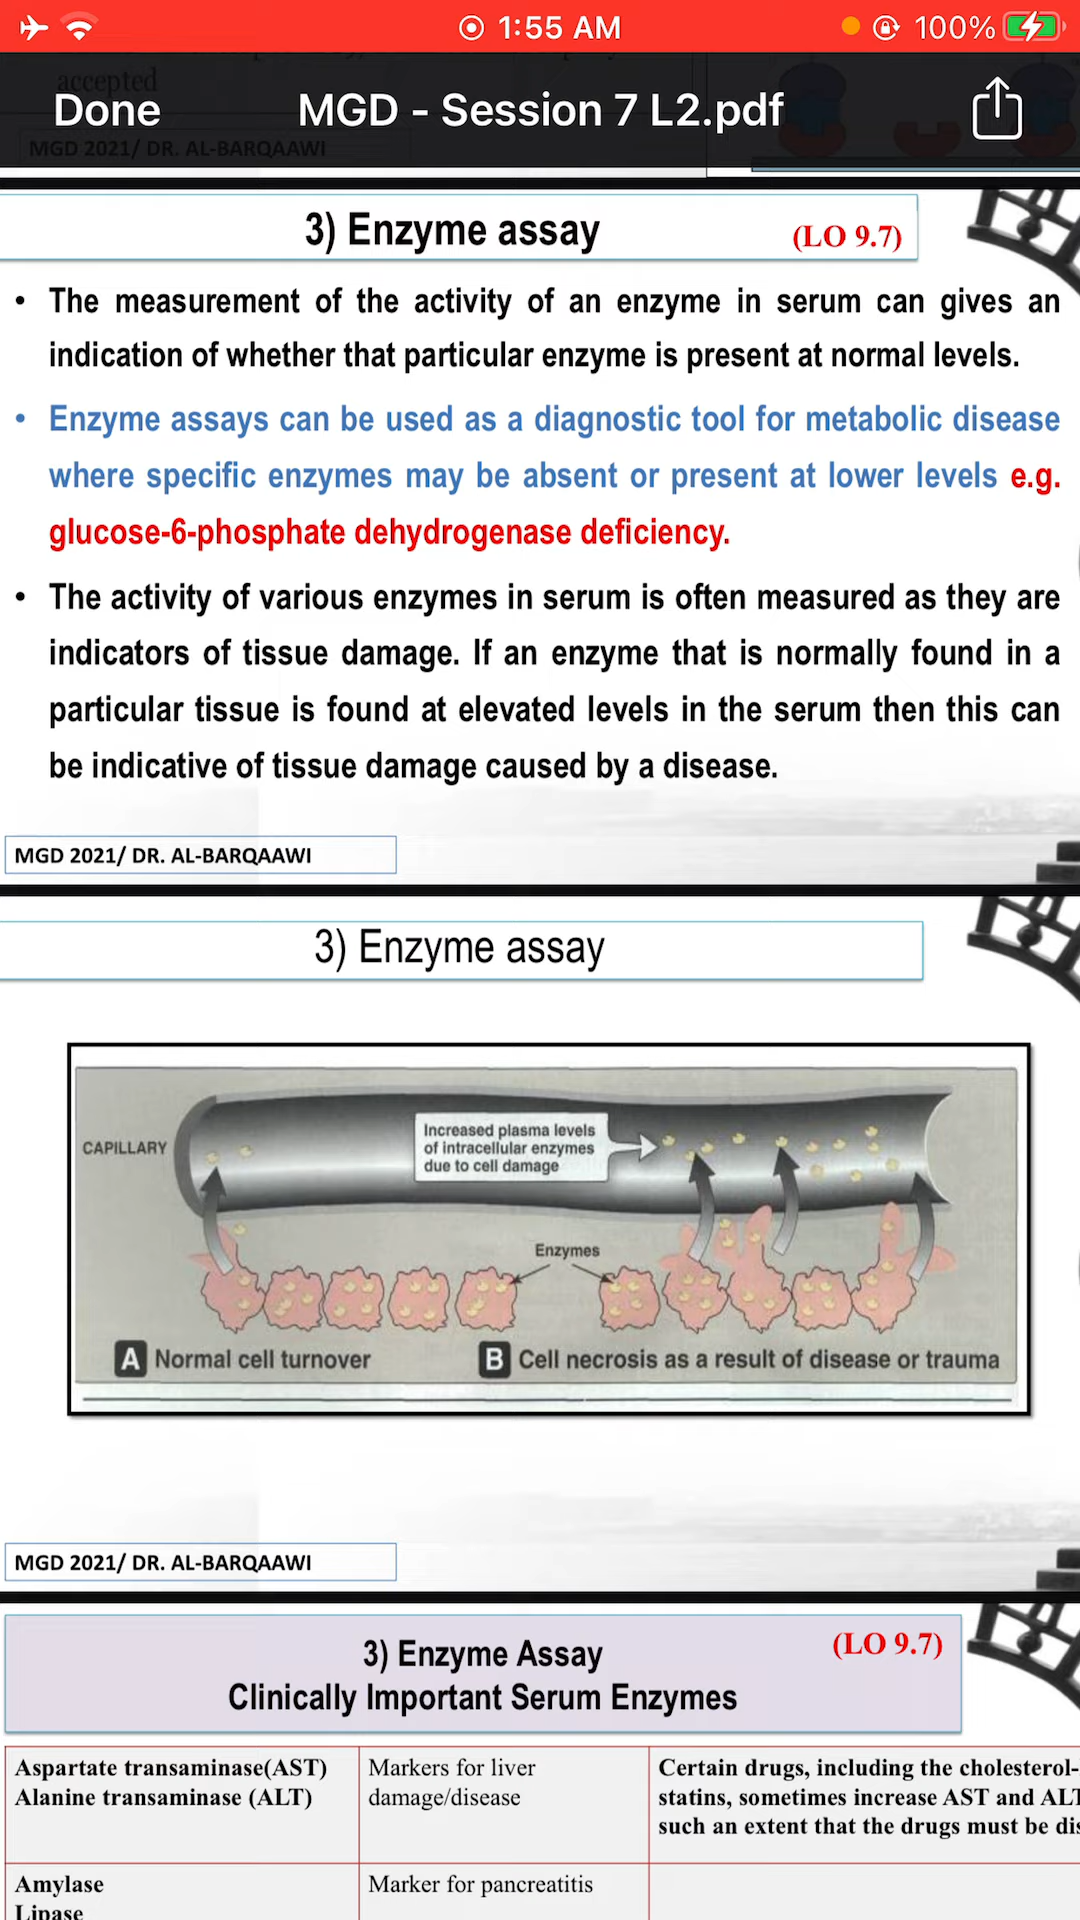 1:55 AM
100%
accepted
Done
MGD - Session 7 L2.pdf
MGD 2021/ DR. AL-BARQAAWI
3) Enzyme assay
(LO 9.7)
• The measurement of the activity of an enzyme in serum can gives an
indication of whether that particular enzyme is present at normal levels.
• Enzyme assays can be used as a diagnostic tool for metabolic disease
where specific enzymes may be absent or present at lower levels e.g.
glucose-6-phosphate dehydrogenase deficiency.
• The activity of various enzymes in serum is often measured as they are
indicators of tissue damage. If an enzyme that is normally found in a
particular tissue is found at elevated levels in the serum then this can
be indicative of tissue damage caused by a disease.
MGD 2021/ DR. AL-BARQAAWI
3) Enzyme assay
CAPILLARY
Increased plasma levels
of intracellular enzymes
due to cell damage
Enzymes
A Normal cell turnover
B Cell necrosis as a result of disease or trauma
MGD 2021/ DR. AL-BARQAAWI
3) Enzyme Assay
(LO 9.7)
Clinically Important Serum Enzymes
Aspartate transaminase(AST)
Alanine transaminase (ALT)
Markers for liver
damage/disease
Certain drugs, including the cholesterol-
statins, sometimes increase AST and ALT
such an extent that the drugs must be dis
Amylase
Lipase
Marker for pancreatitis